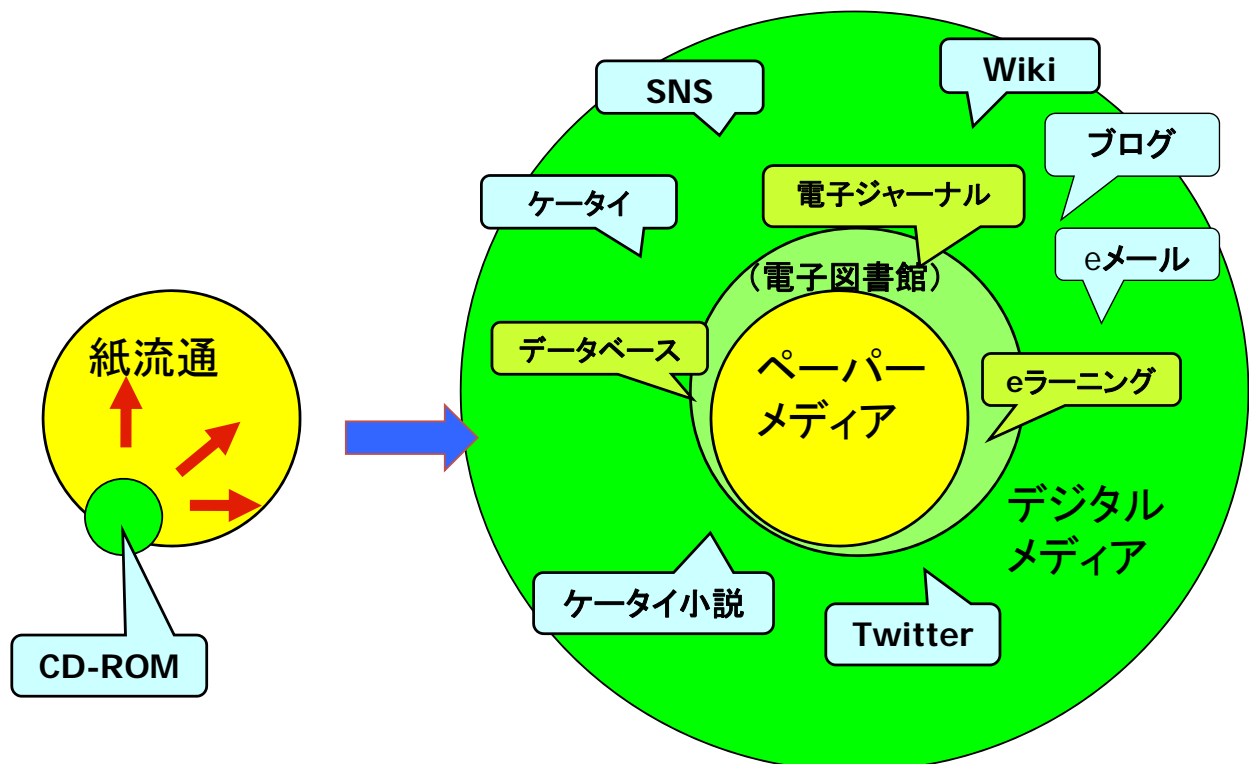 紙流通
CD-ROM
SNS
Wiki
ブログ
ケータイ
電子ジャーナル
eメール
（電子図書館）
データベース
ペーパー
メディア
eラーニング
デジタル
メディア
ケータイ小説
Twitter